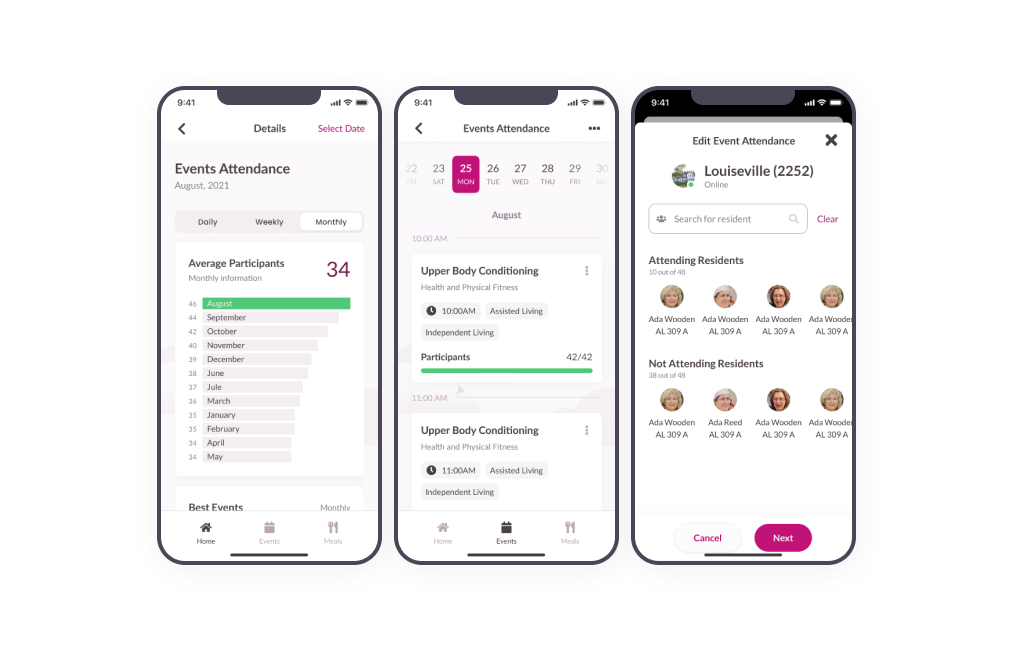 9:41
Details
Select Date
Events Attendance
August, 2021
Daily Weekly Monthly
Average Participants
Monthly information
34
46 August
44 September
42 October
40 November
39 December
38 June
37 Jule
36 March
35 January
35 February
34 April
34 May
Best Events Monthly
Home Events Meals
9:41
Events Attendance
22 23 25 26 27 28 29 30
FRI SAT MON TUE WED THU FRI SAT
August
10:00 AM
Upper Body Conditioning
Health and Physical Fitness
10:00AM Assisted Living
Independent Living
Participants 42/42
11:00 AM
Upper Body Conditioning
Health and Physical Fitness
11:00AM Assisted Living
Independent Living
Home Events Meals
9:41
Edit Event Attendance
Louiseville (2252)
Online
Search for resident
Clear
Attending Residents
10 out of 48
Ada Wooden Ada Wooden Ada Wooden Ada Wooden
AL 309 A AL 309 A AL 309 A AL 309 A
Not Attending Residents
38 out of 48
Ada Wooden Ada Reed Ada Wooden Ada Wooden
AL 309 A AL 309 A AL 309 A AL 309 A
Cancel Next